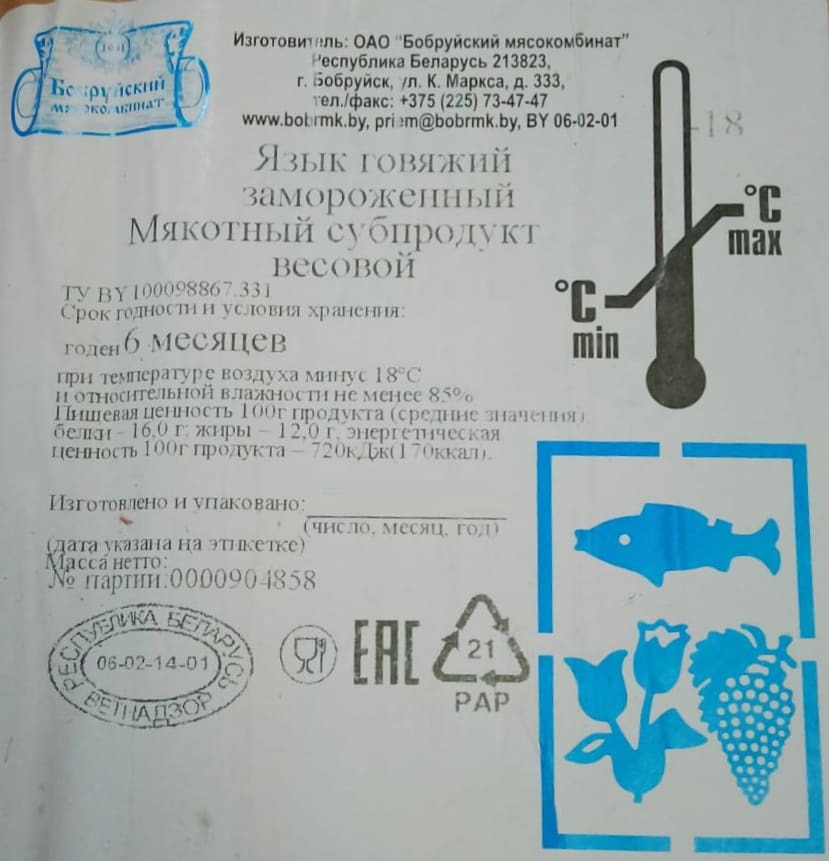 1941
Бобруйский
мясокомбинат
Изготовитель: ОАО "Бобруйский мясокомбинат"
Республика Беларусь 213823,
г. Бобруйск, ул. К. Маркса, д. 333,
тел./факс: +375 (225) 73-47-47
www.bobrmk.by, priem@bobrmk.by, BY 06-02-01
-18
Язык говяжий
замороженный
Мякотный субпродукт
весовой
°C
max
°C
min
ТУ BY 100098867.331
Срок годности и условия хранения:
годен 6 месяцев
при температуре воздуха минус 18°С
и относительной влажности не менее 85%
Пищевая ценность 100г продукта (средние значения)
белки - 16,0 г; жиры – 12,0 г, энергетическая
ценность 100г продукта – 720кДж(170ккал).
Изготовлено и упаковано:
(число, месяц, год)
(дата указана на этикетке)
Масса нетто:
№ партии:0000904858
РЕСПУБЛИКА БЕЛАРУСЬ
06-02-14-01
ВЕТНАДЗОР
EAC
21
PAP